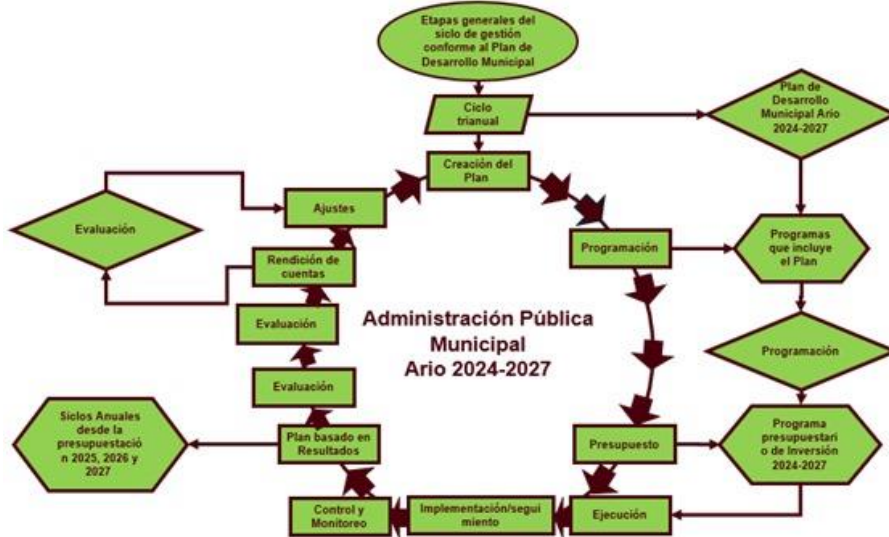 Etapas generales del
siclo de gestión
conforme al Plan de
Desarrollo Municipal
Ciclo
trianual
Plan de
Desarrollo
Municipal Ario
2024-2027
Creación del
Plan
Ajustes
Evaluación
Programación
Programas
que incluye
el Plan
Rendición de
cuentas
Evaluación
Administración Pública
Municipal
Ario 2024-2027
Programación
Evaluación
Siclos Anuales
desde la
presupuestació
n 2025, 2026 y
2027
Plan basado en
Resultados
Presupuesto
Programa
presupuestari
o de Inversión
2024-2027
Control y
Monitoreo
Implementación/segui
miento
Ejecución